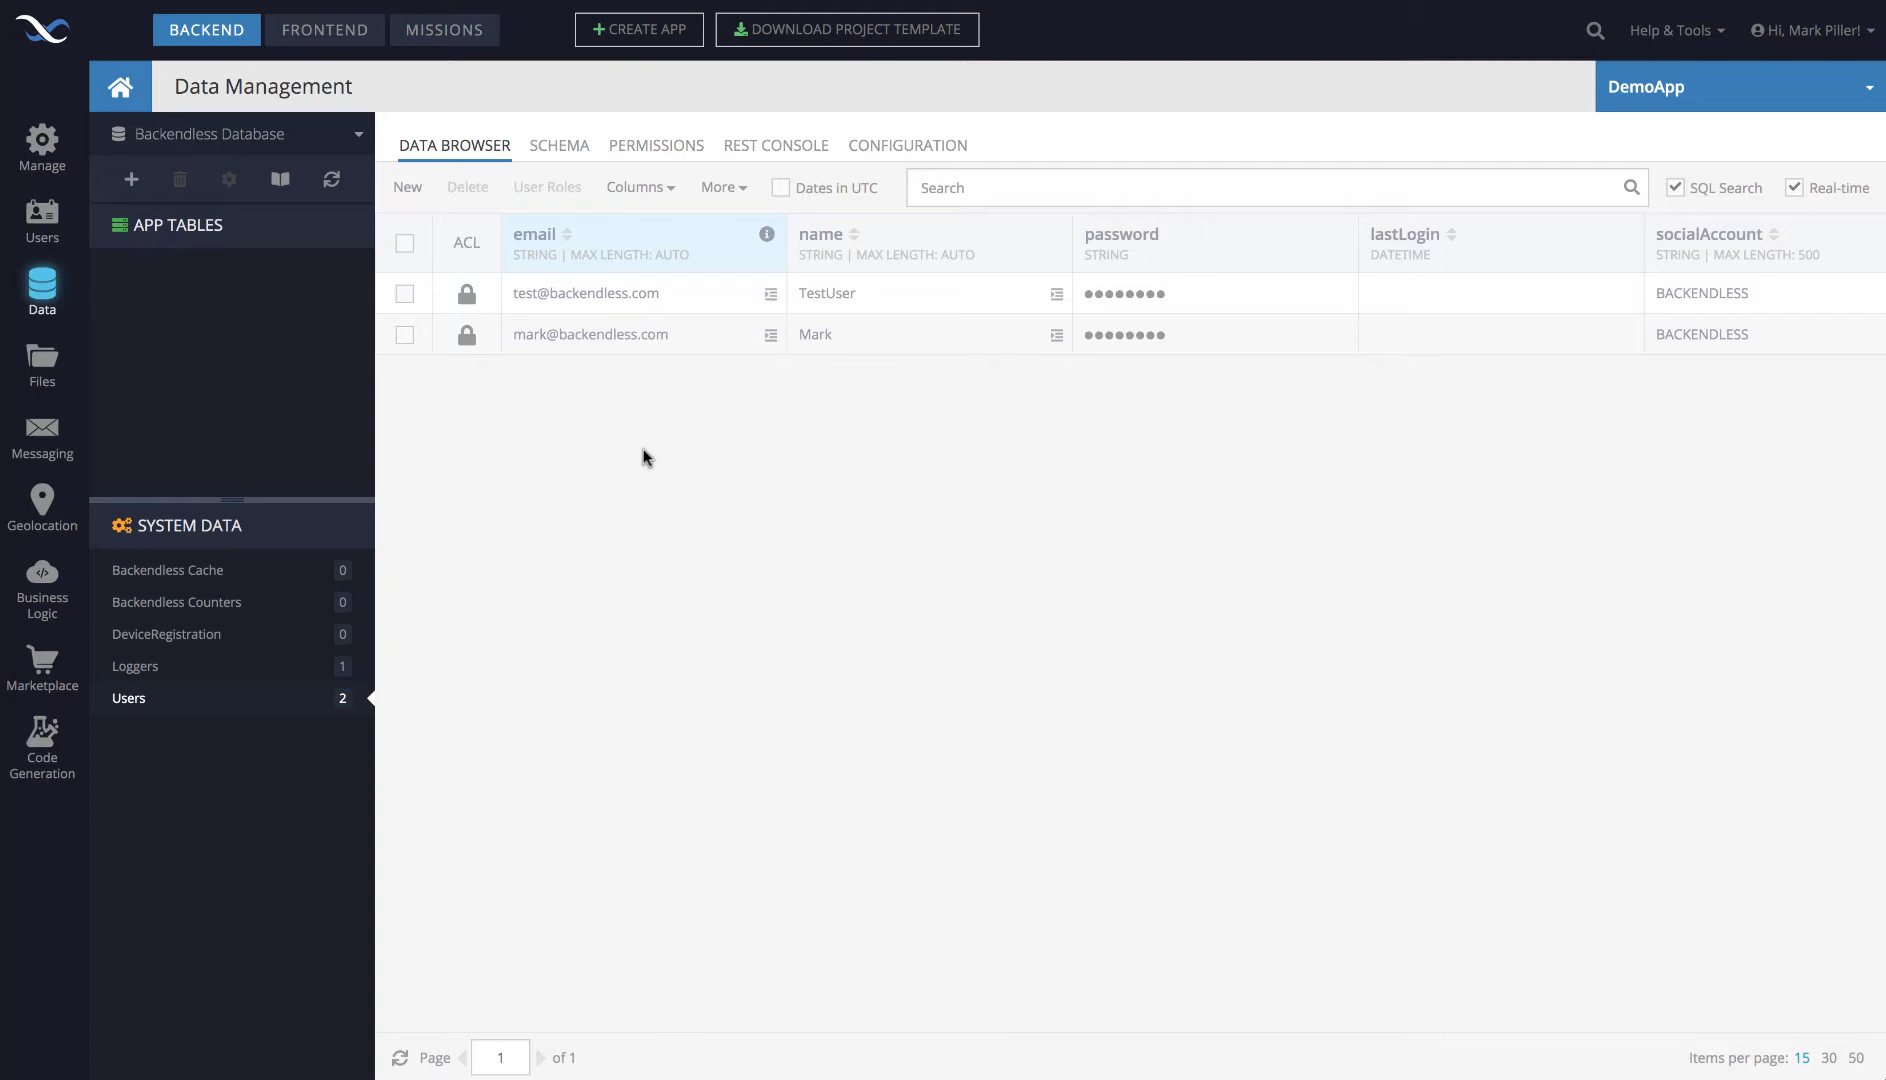 BACKEND
FRONTEND
MISSIONS
CREATE APP
DOWNLOAD PROJECT TEMPLATE
Help & Tools
Hi, Mark Piller!
Data Management
DemoApp
Manage
Users
Data
Files
Messaging
Geolocation
Business
Logic
Marketplace
Code
Generation
Backendless Database
APP TABLES
SYSTEM DATA
Backendless Cache 0
Backendless Counters 0
DeviceRegistration 0
Loggers 1
Users 2
DATA BROWSER SCHEMA PERMISSIONS REST CONSOLE CONFIGURATION
New Delete User Roles Columns More Dates in UTC Search SQL Search Real-time
ACL email name password lastLogin socialAccount
STRING | MAX LENGTH: AUTO STRING | MAX LENGTH: AUTO STRING DATETIME STRING | MAX LENGTH: 500
test@backendless.com TestUser ●●●●●●●● BACKENDLESS
mark@backendless.com Mark ●●●●●●●● BACKENDLESS
Page 1 of 1
Items per page: 15 30 50